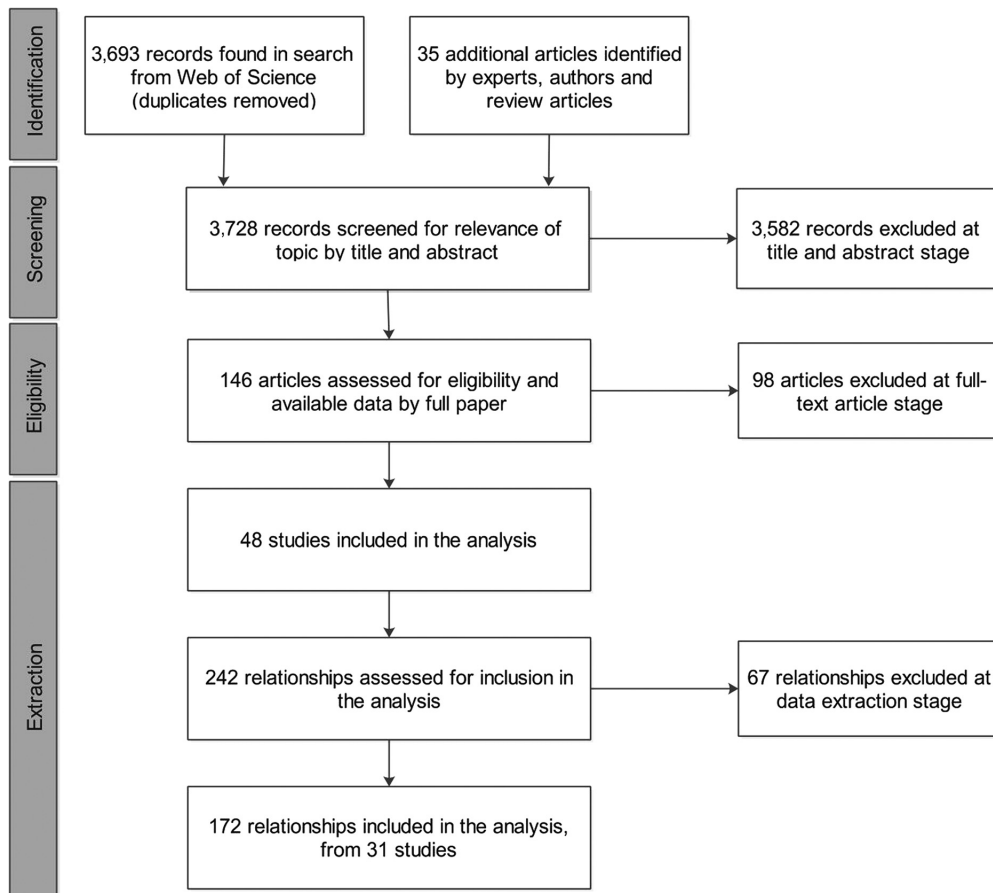 Identification
3,693 records found in search
from Web of Science
(duplicates removed)
35 additional articles identified
by experts, authors and
review articles
Screening
3,728 records screened for relevance of
topic by title and abstract
3,582 records excluded at
title and abstract stage
Eligibility
146 articles assessed for eligibility and
available data by full paper
98 articles excluded at full-
text article stage
Extraction
48 studies included in the analysis
242 relationships assessed for inclusion in
the analysis
67 relationships excluded at
data extraction stage
172 relationships included in the analysis,
from 31 studies